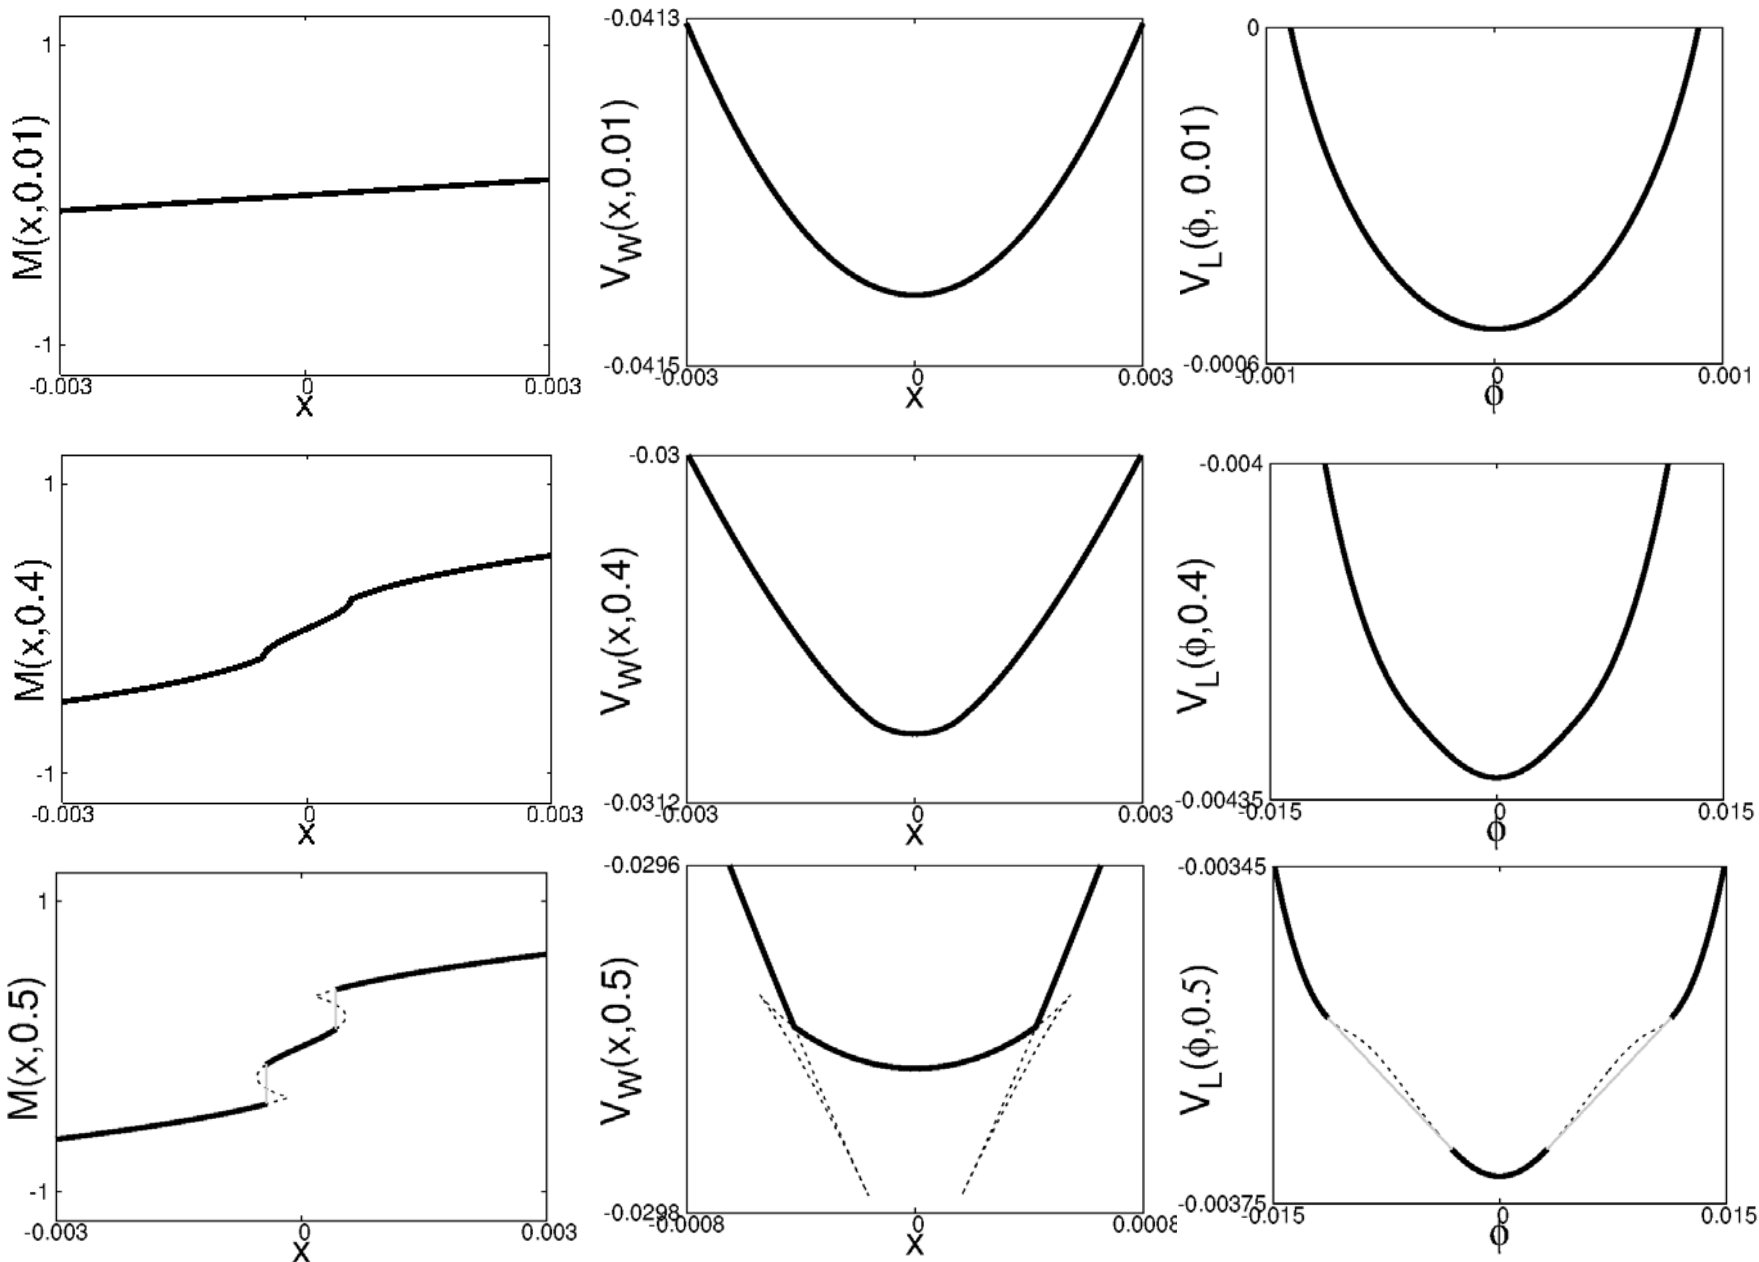 M(x,0.01)
1
-1
-0.003
0
0.003
x
V_W(x,0.01)
-0.0413
-0.0415
-0.003
0
0.003
x
V_L(ϕ, 0.01)
0
-0.0006
-0.001
0
0.001
ϕ
M(x,0.4)
1
-1
-0.003
0
0.003
x
V_W(x,0.4)
-0.03
-0.0312
-0.003
0
0.003
x
V_L(ϕ,0.4)
-0.004
-0.00435
-0.015
0
0.015
ϕ
M(x,0.5)
1
-1
-0.003
0
0.003
x
V_W(x,0.5)
-0.0296
-0.0298
-0.0008
0
0.0008
x
V_L(ϕ,0.5)
-0.00345
-0.00375
-0.015
0
0.015
ϕ